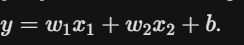 y = w₁x₁ + w₂x₂ + b.